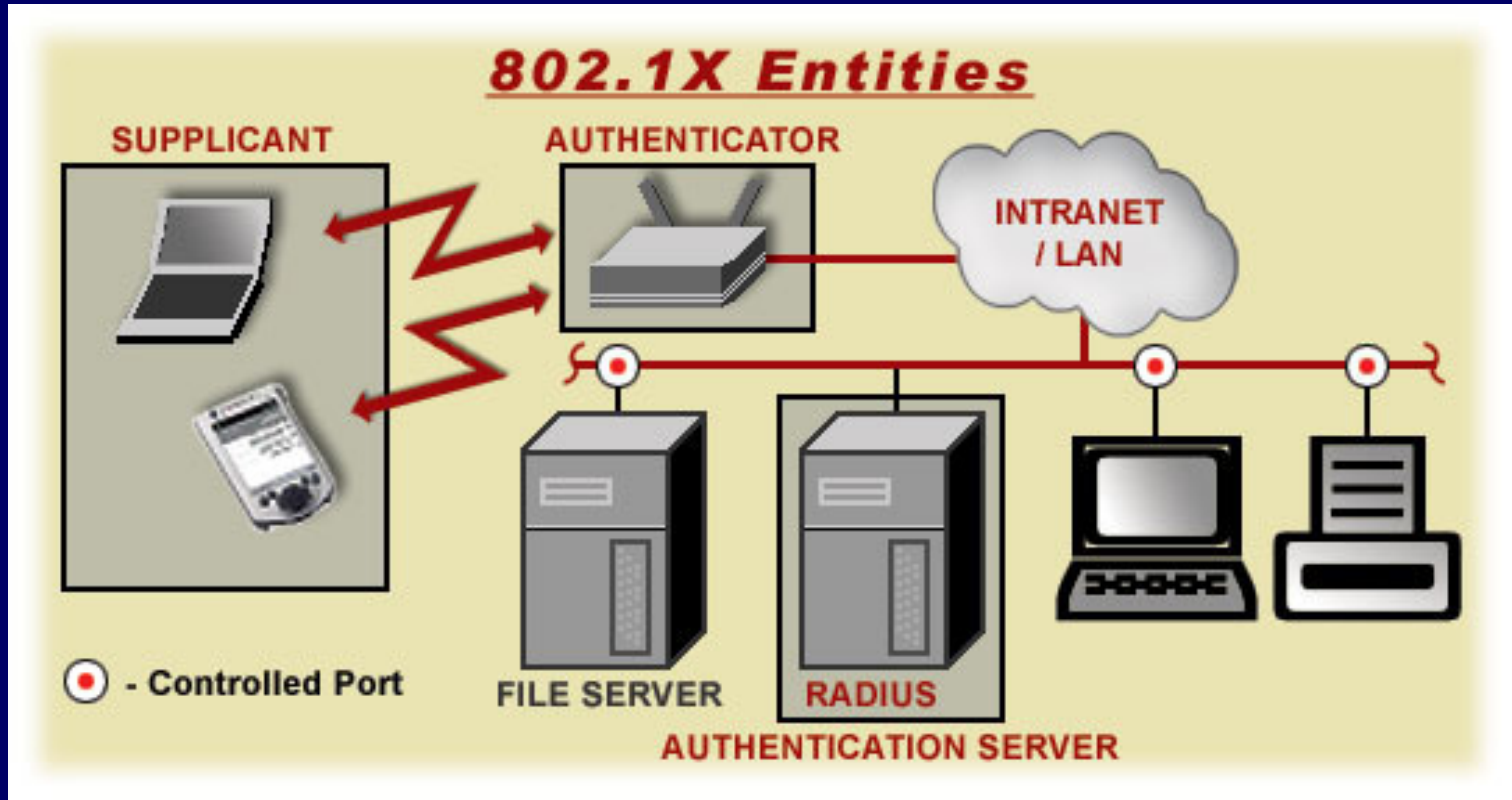 802.1X Entities
SUPPLICANT
AUTHENTICATOR
INTRANET
/ LAN
- Controlled Port
FILE SERVER
RADIUS
AUTHENTICATION SERVER